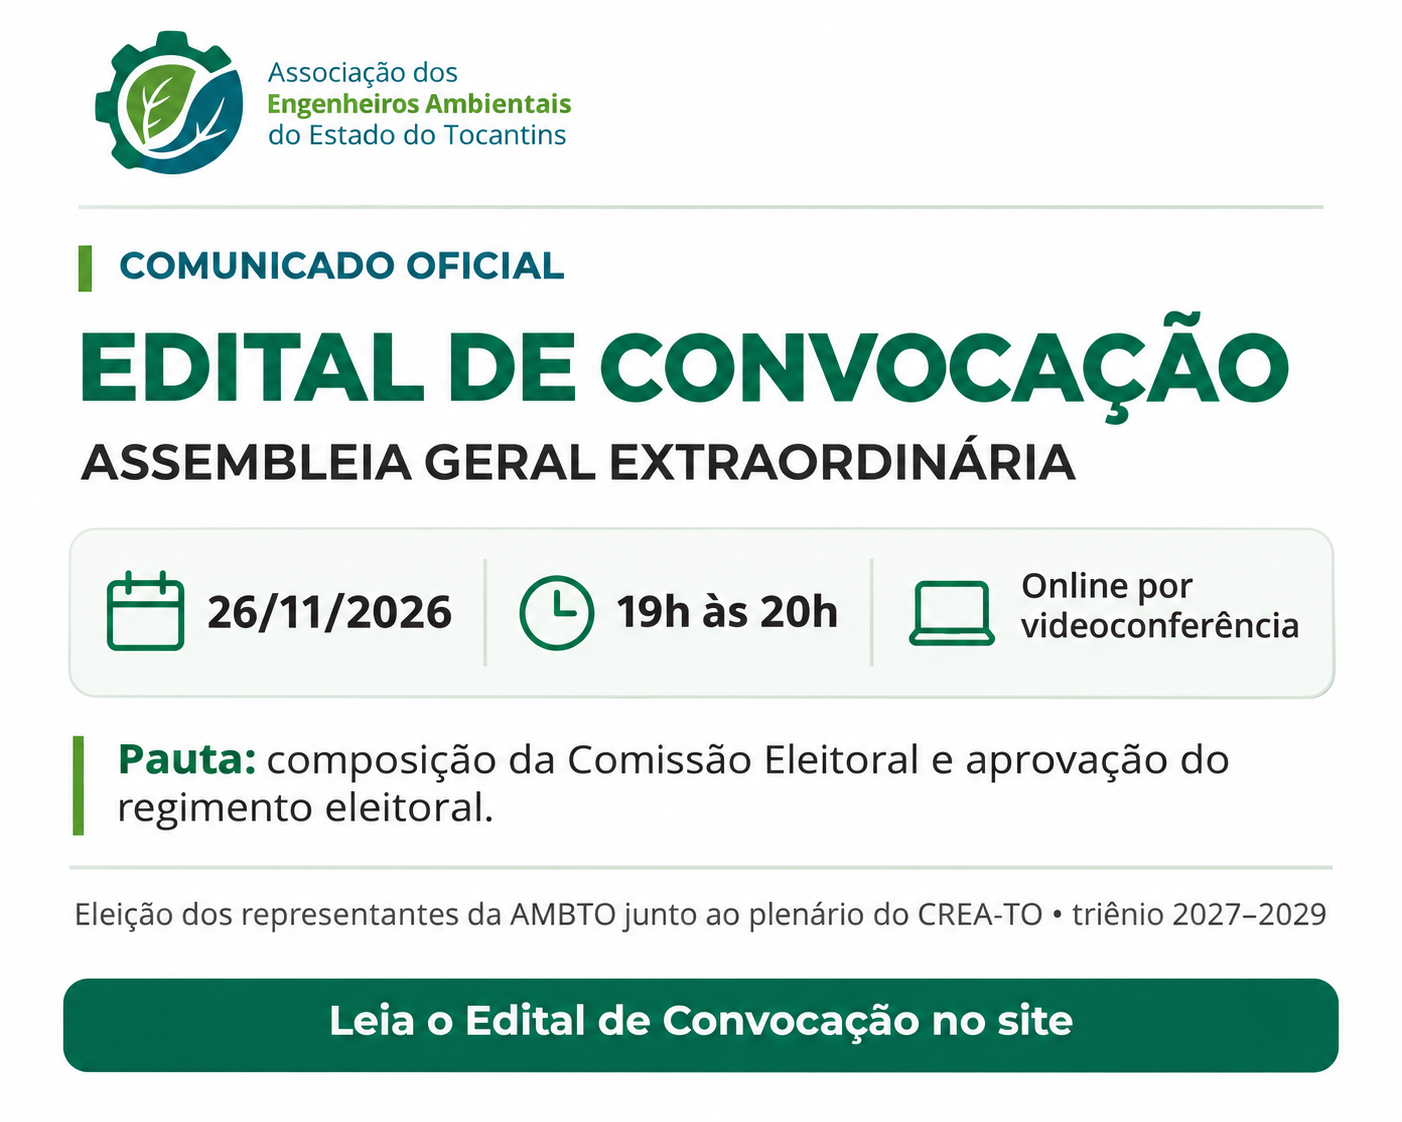 Associação dos
Engenheiros Ambientais
do Estado do Tocantins
COMUNICADO OFICIAL
EDITAL DE CONVOCAÇÃO
ASSEMBLEIA GERAL EXTRAORDINÁRIA
26/11/2026
19h às 20h
Online por
videoconferência
Pauta: composição da Comissão Eleitoral e aprovação do
regimento eleitoral.
Eleição dos representantes da AMBTO junto ao plenário do CREA-TO • triênio 2027–2029
Leia o Edital de Convocação no site